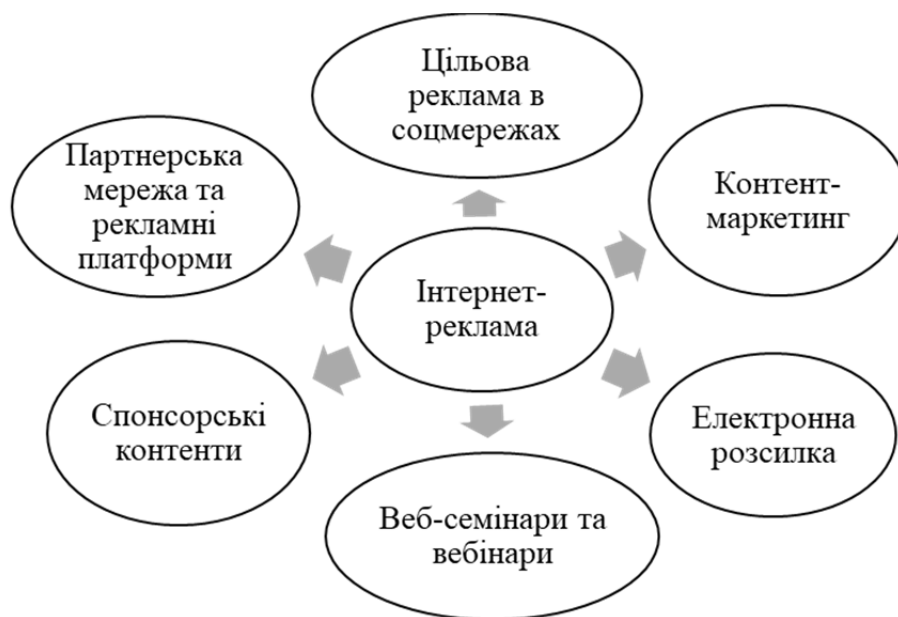 Цільова
реклама в
соцмережах
Партнерська
мережа та
рекламні
платформи
Контент-
маркетинг
Інтернет-
реклама
Спонсорські
контенти
Електронна
розсилка
Веб-семінари та
вебінари